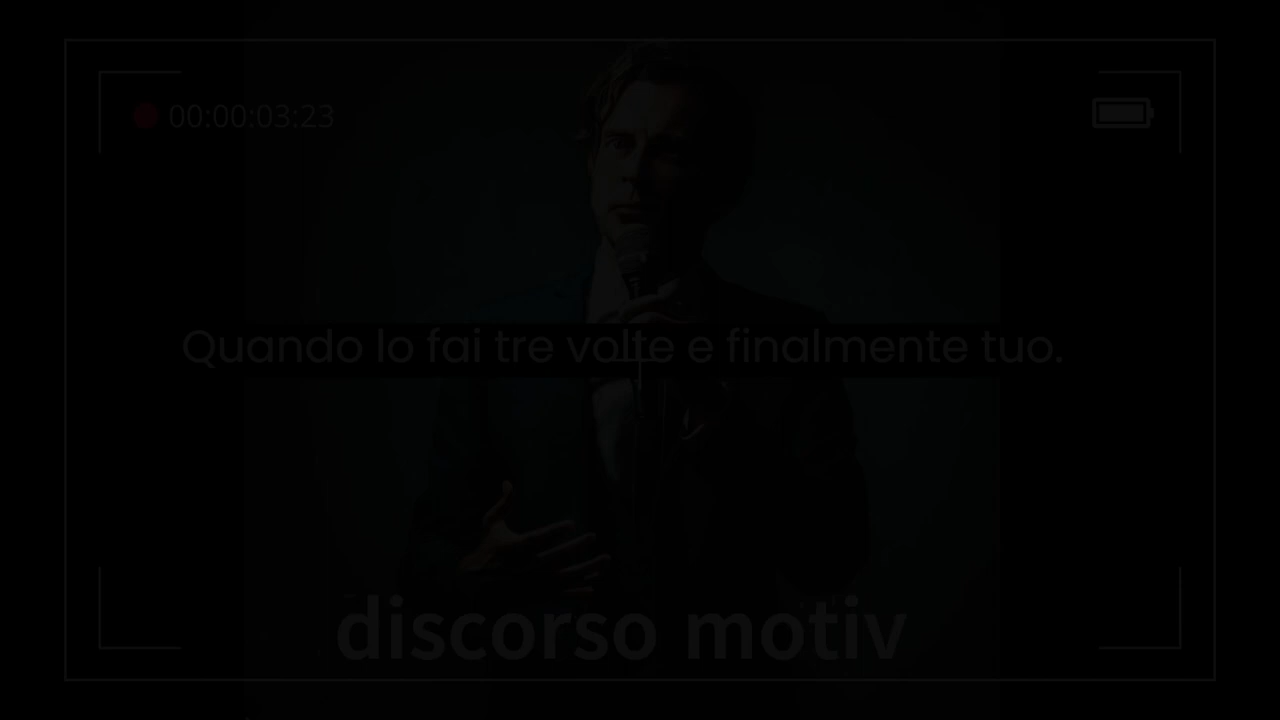 00:00:03:23
Quando lo fai tre volte e finalmente tuo.
discorso motiv